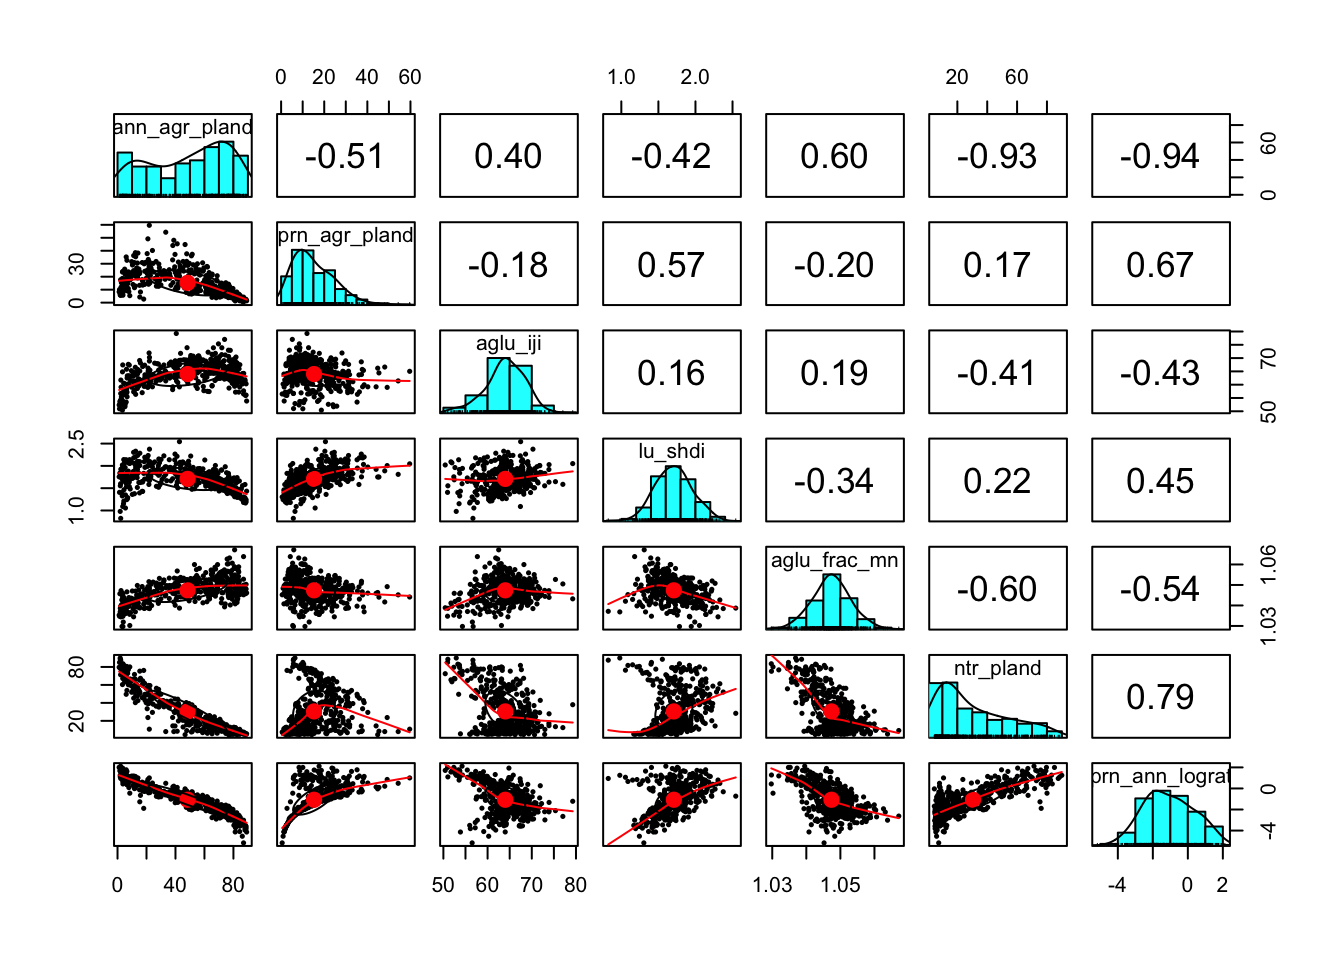 0 20 40 60 1.0 2.0 20 60
ann_agr_pland -0.51 0.40 -0.42 0.60 -0.93 -0.94 0 60
0 30 prn_agr_pland -0.18 0.57 -0.20 0.17 0.67
aglu_iji 0.16 0.19 -0.41 -0.43 50 70
1.0 2.5 lu_shdi -0.34 0.22 0.45
aglu_frac_mn -0.60 -0.54 1.03 1.06
20 80 ntr_pland 0.79
prn_ann_lograt -4 0
0 40 80 50 60 70 80 1.03 1.05 -4 0 2